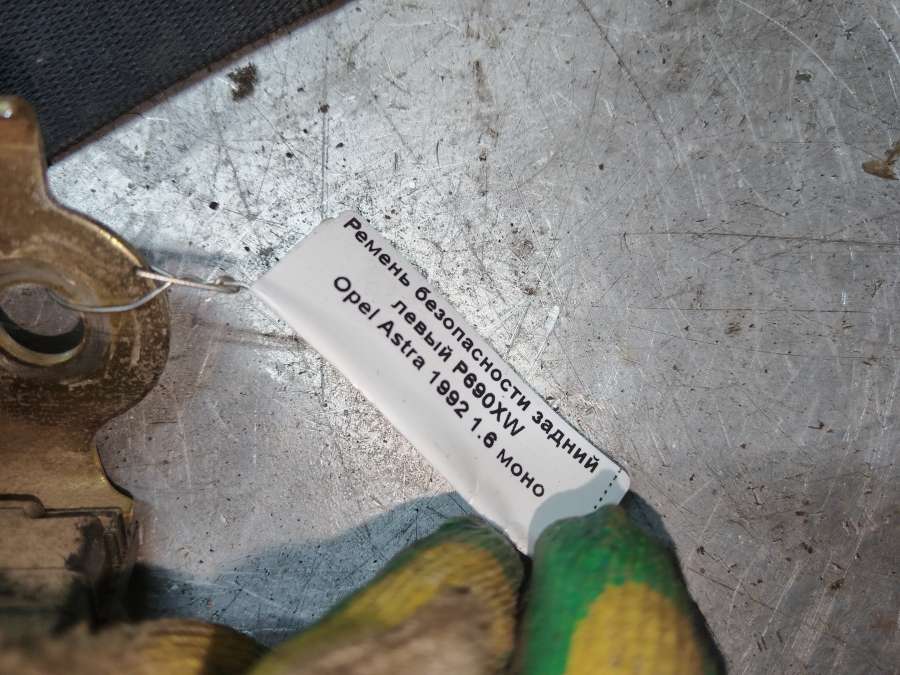 Ремень безопасности задний
левый P690XW
Opel Astra 1992 1.6 моно